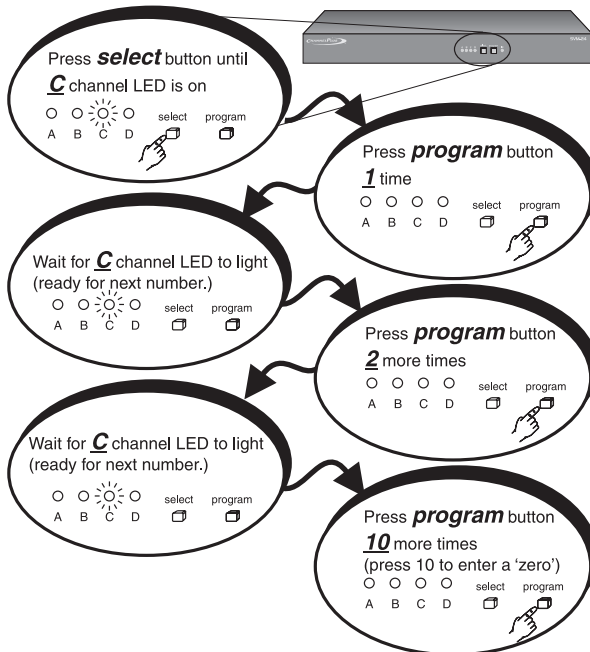 Press select button until
C channel LED is on
select program
A B C D
CHANNEL PLUS
Press program button
1 time
select program
A B C D
Wait for C channel LED to light
(ready for next number.)
select program
A B C D
Press program button
2 more times
select program
A B C D
Wait for C channel LED to light
(ready for next number.)
select program
A B C D
Press program button
10 more times
(press 10 to enter a ‘zero’)
select program
A B C D